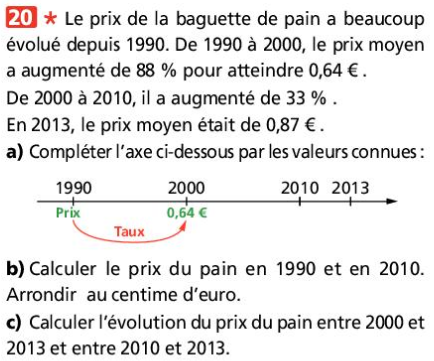 20 * Le prix de la baguette de pain a beaucoup
évolué depuis 1990. De 1990 à 2000, le prix moyen
a augmenté de 88 % pour atteindre 0,64 € .
De 2000 à 2010, il a augmenté de 33 % .
En 2013, le prix moyen était de 0,87 € .
a) Compléter l'axe ci-dessous par les valeurs connues :
1990 2000 2010 2013
Prix 0,64 €
Taux
b) Calculer le prix du pain en 1990 et en 2010.
Arrondir au centime d'euro.
c) Calculer l'évolution du prix du pain entre 2000 et
2013 et entre 2010 et 2013.